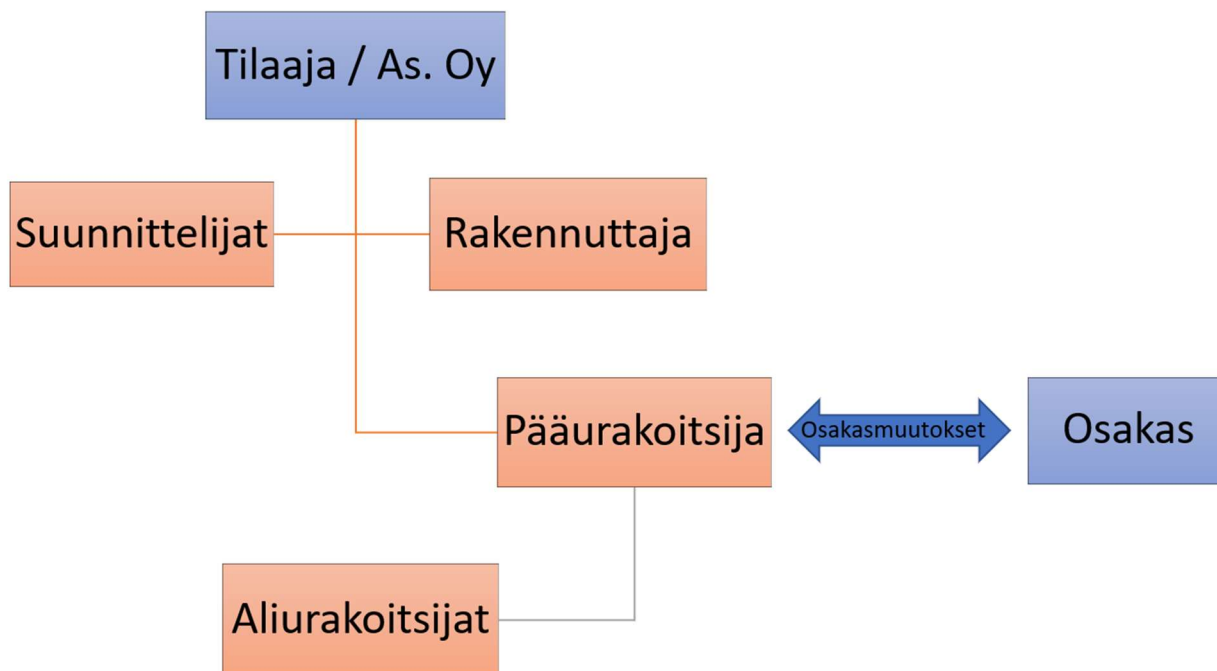 Tilaaja / As. Oy
Suunnittelijat
Rakennuttaja
Pääurakoitsija
Osakasmuutokset
Osakas
Aliurakoitsijat